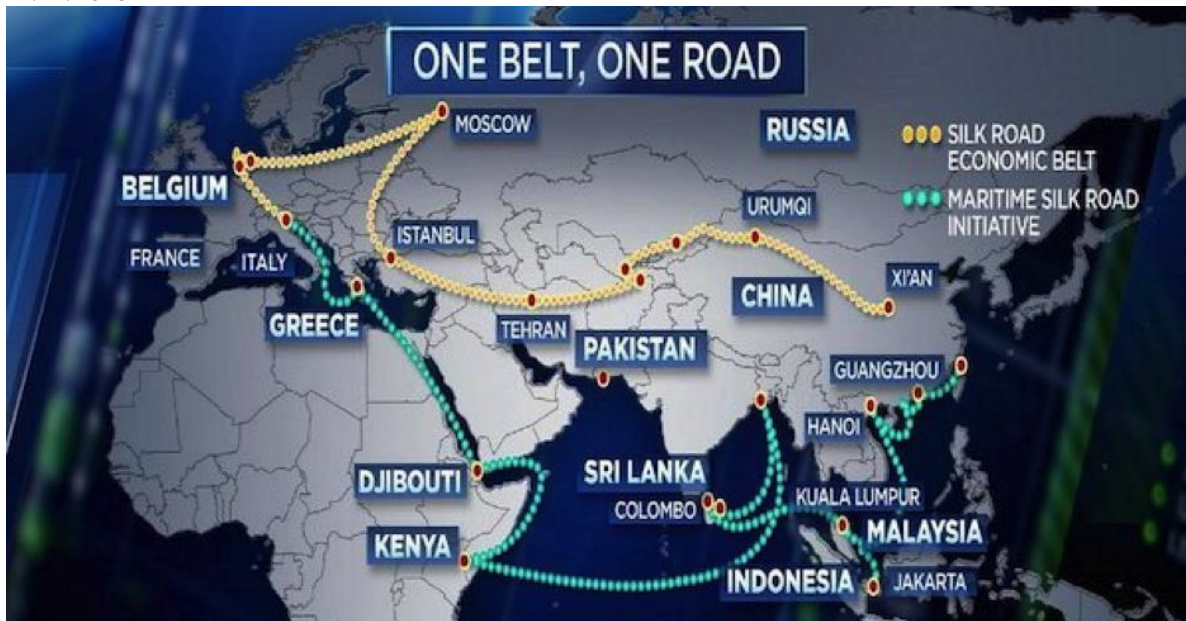 ONE BELT, ONE ROAD
MOSCOW
RUSSIA
SILK ROAD
ECONOMIC BELT
BELGIUM
MARITIME SILK ROAD
INITIATIVE
URUMQI
ISTANBUL
FRANCE
ITALY
XI'AN
CHINA
GREECE
TEHRAN
PAKISTAN
GUANGZHOU
HANOI
DJIBOUTI
SRI LANKA
COLOMBO
KUALA LUMPUR
MALAYSIA
KENYA
INDONESIA
JAKARTA